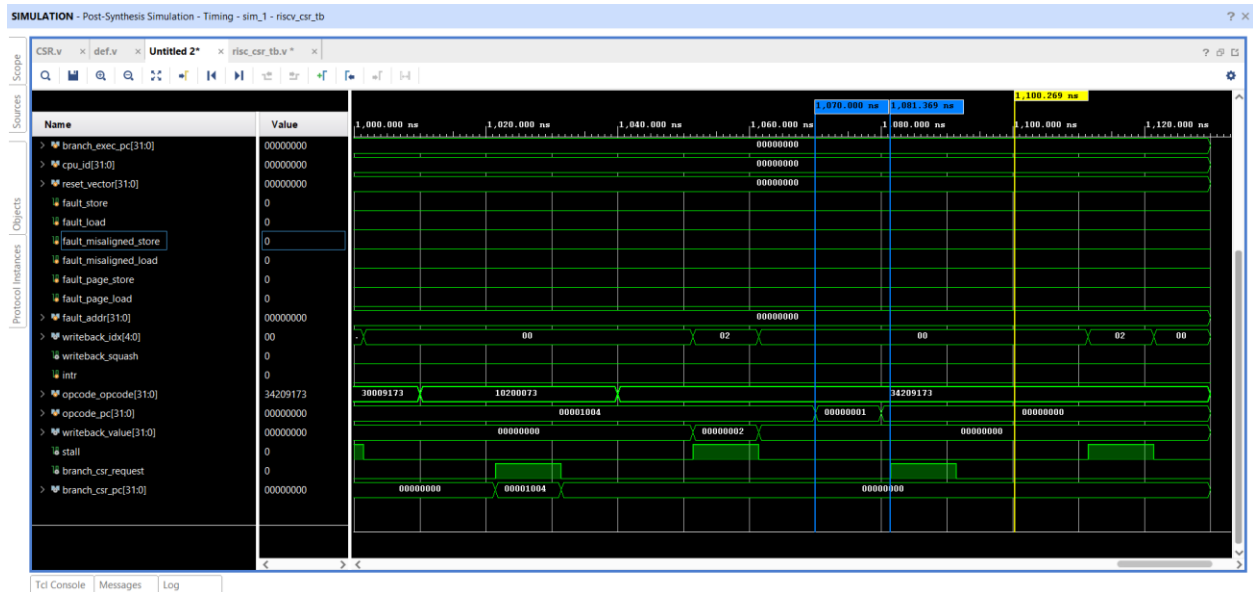 SIMULATION - Post-Synthesis Simulation - Timing - sim_1 - riscv_csr_tb ? ×
Scope
Sources
Objects
Protocol Instances
CSR.v × def.v × Untitled 2* × risc_csr_tb.v * ×
1,070.000 ns 1,081.369 ns 1,100.269 ns
Name Value 1,000.000 ns 1,020.000 ns 1,040.000 ns 1,060.000 ns 1,080.000 ns 1,100.000 ns 1,120.000 ns
branch_exec_pc[31:0] 00000000 00000000
cpu_id[31:0] 00000000 00000000
reset_vector[31:0] 00000000 00000000
fault_store 0
fault_load 0
fault_misaligned_store 0
fault_misaligned_load 0
fault_page_store 0
fault_page_load 0
fault_addr[31:0] 00000000 00000000
writeback_idx[4:0] 00 00 02 00 02 00
writeback_squash 0
intr 0
opcode_opcode[31:0] 34209173 30009173 10200073 34209173
opcode_pc[31:0] 00000000 00001004 00000001 00000000
writeback_value[31:0] 00000000 00000000 00000002 00000000
stall 0
branch_csr_request 0
branch_csr_pc[31:0] 00000000 00000000 00001004 00000000
Tcl Console Messages Log